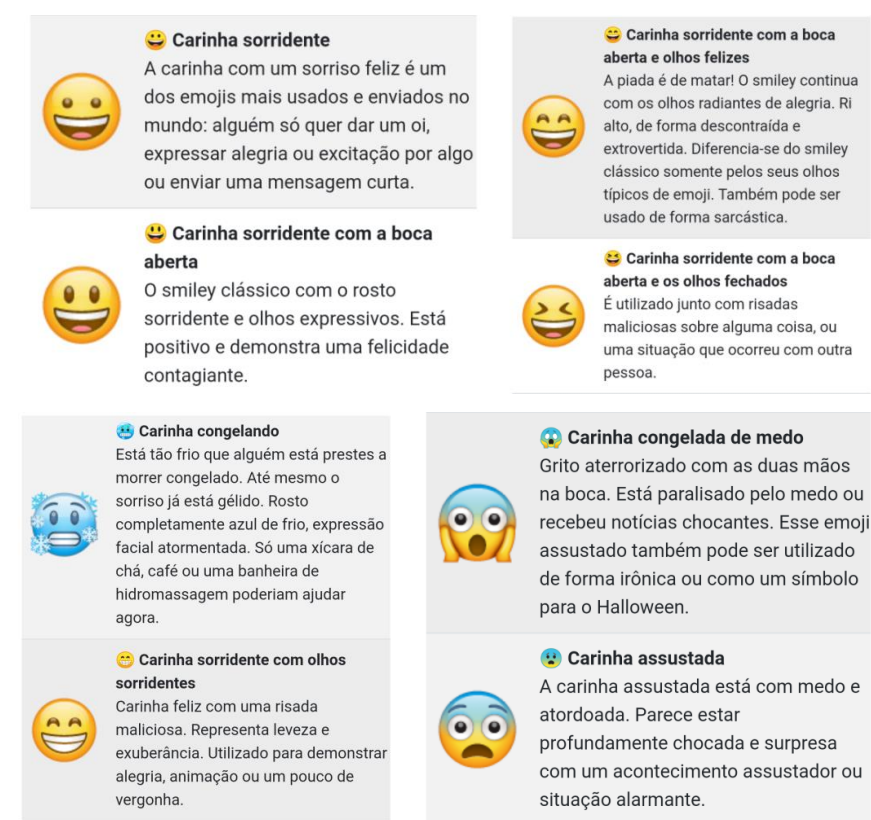 😀 Carinha sorridente
A carinha com um sorriso feliz é um
dos emojis mais usados e enviados no
mundo: alguém só quer dar um oi,
expressar alegria ou excitação por algo
ou enviar uma mensagem curta.
😃 Carinha sorridente com a boca
aberta
O smiley clássico com o rosto
sorridente e olhos expressivos. Está
positivo e demonstra uma felicidade
contagiante.
😄 Carinha sorridente com a boca
aberta e olhos felizes
A piada é de matar! O smiley continua
com os olhos radiantes de alegria. Ri
alto, de forma descontraída e
extrovertida. Diferencia-se do smiley
clássico somente pelos seus olhos
típicos de emoji. Também pode ser
usado de forma sarcástica.
😆 Carinha sorridente com a boca
aberta e os olhos fechados
É utilizado junto com risadas
maliciosas sobre alguma coisa, ou
uma situação que ocorreu com outra
pessoa.
🥶 Carinha congelando
Está tão frio que alguém está prestes a
morrer congelado. Até mesmo o
sorriso já está gélido. Rosto
completamente azul de frio, expressão
facial atormentada. Só uma xícara de
chá, café ou uma banheira de
hidromassagem poderiam ajudar
agora.
😁 Carinha sorridente com olhos
sorridentes
Carinha feliz com uma risada
maliciosa. Representa leveza e
exuberância. Utilizado para demonstrar
alegria, animação ou um pouco de
vergonha.
😱 Carinha congelada de medo
Grito aterrorizado com as duas mãos
na boca. Está paralisado pelo medo ou
recebeu notícias chocantes. Esse emoji
assustado também pode ser utilizado
de forma irônica ou como um símbolo
para o Halloween.
😨 Carinha assustada
A carinha assustada está com medo e
atordoada. Parece estar
profundamente chocada e surpresa
com um acontecimento assustador ou
situação alarmante.